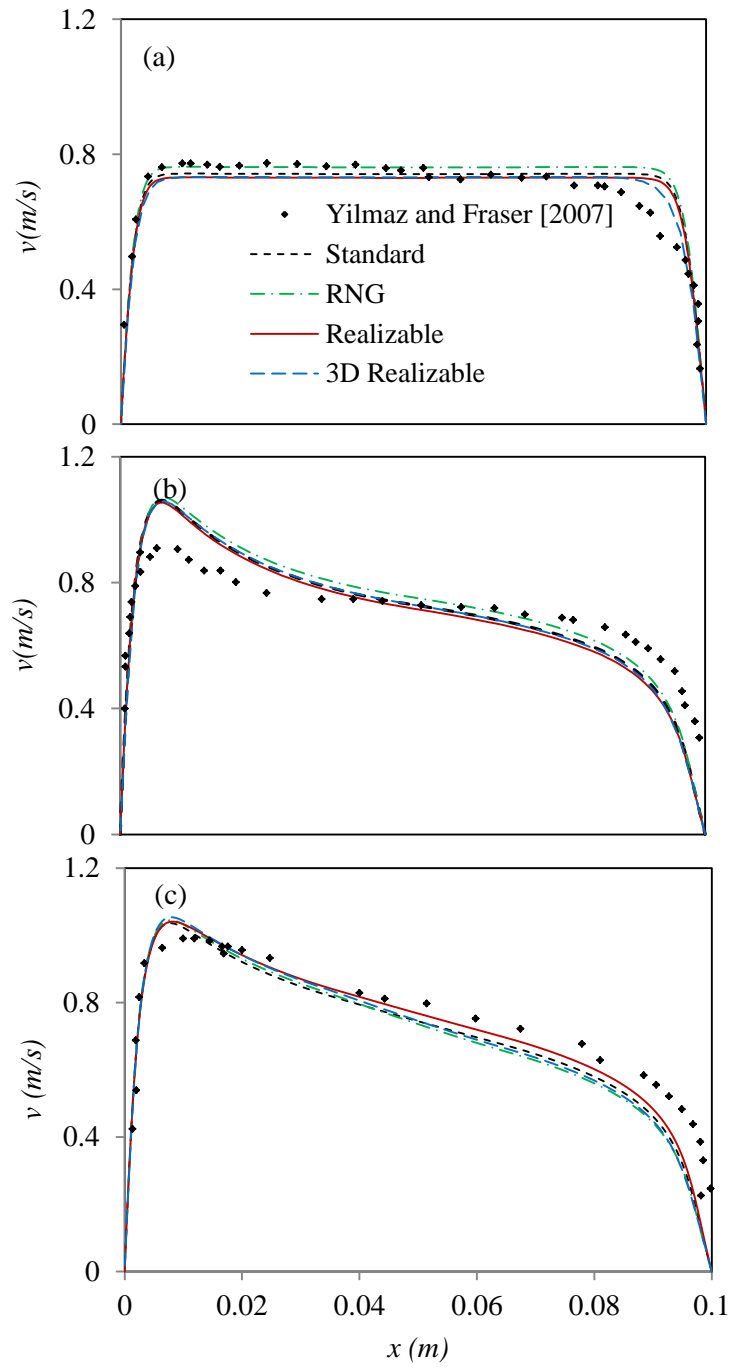 1.2
(a)
0.8
v(m/s)
Yilmaz and Fraser [2007]
Standard
0.4
RNG
Realizable
3D Realizable
0
1.2
(b)
0.8
v(m/s)
0.4
0
1.2
(c)
0.8
v (m/s)
0.4
0
0 0.02 0.04 0.06 0.08 0.1
x (m)